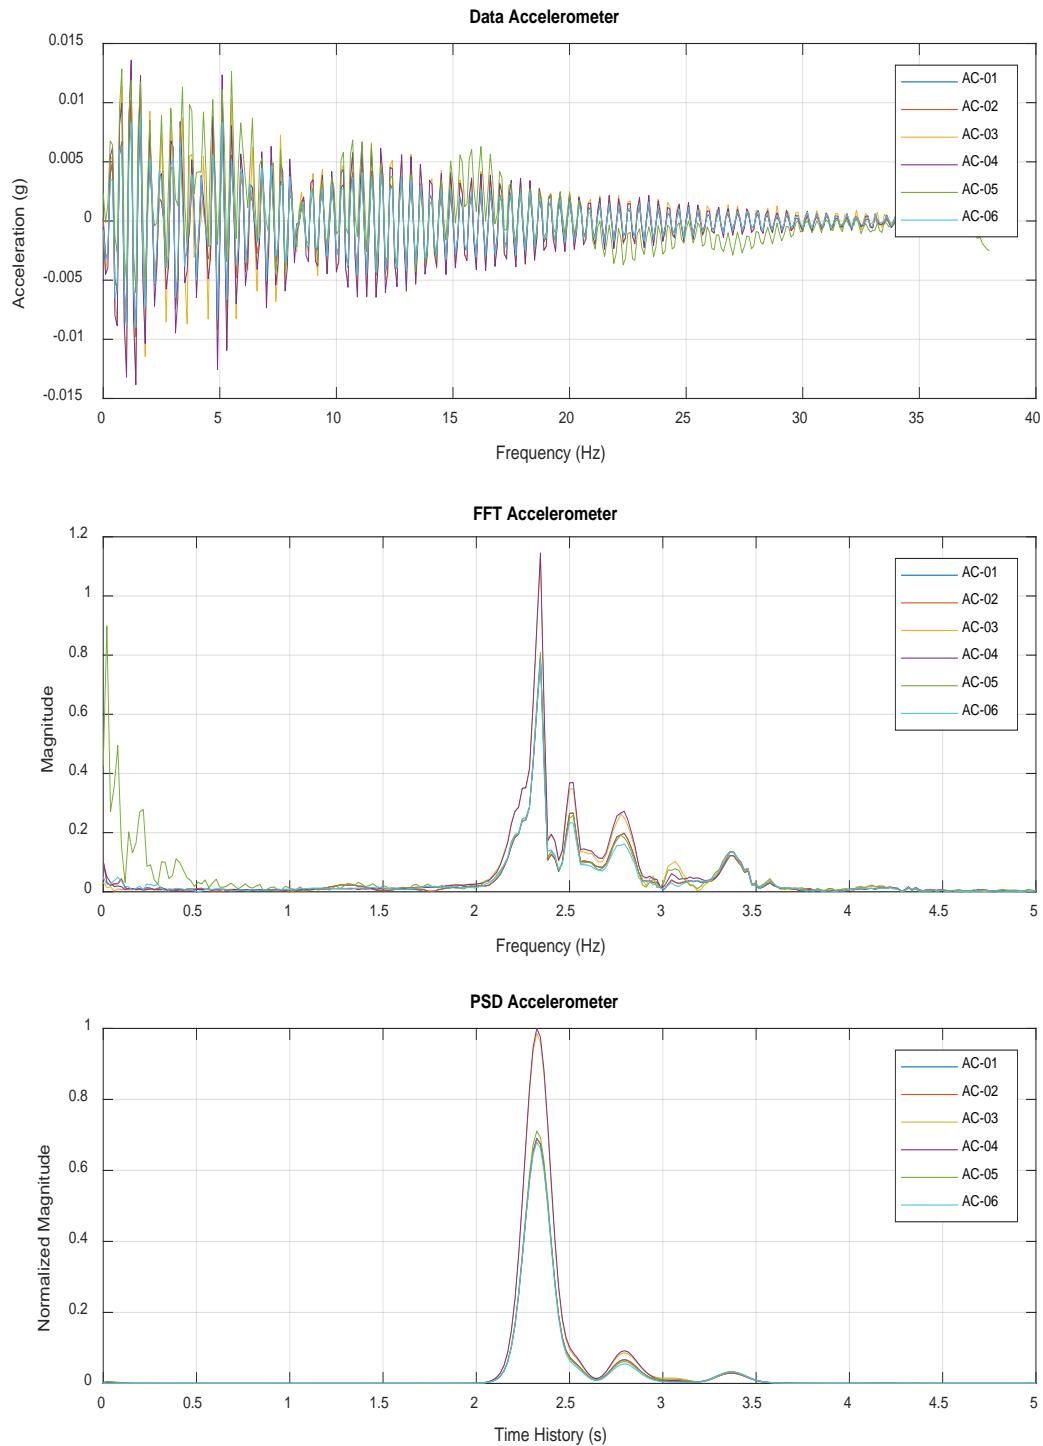 Data Accelerometer
0.015
0.01
0.005
0
-0.005
-0.01
-0.015
Acceleration (g)
0 5 10 15 20 25 30 35 40
Frequency (Hz)
AC-01
AC-02
AC-03
AC-04
AC-05
AC-06
FFT Accelerometer
1.2
1
0.8
0.6
0.4
0.2
0
Magnitude
0 0.5 1 1.5 2 2.5 3 3.5 4 4.5 5
Frequency (Hz)
AC-01
AC-02
AC-03
AC-04
AC-05
AC-06
PSD Accelerometer
1
0.8
0.6
0.4
0.2
0
Normalized Magnitude
0 0.5 1 1.5 2 2.5 3 3.5 4 4.5 5
Time History (s)
AC-01
AC-02
AC-03
AC-04
AC-05
AC-06